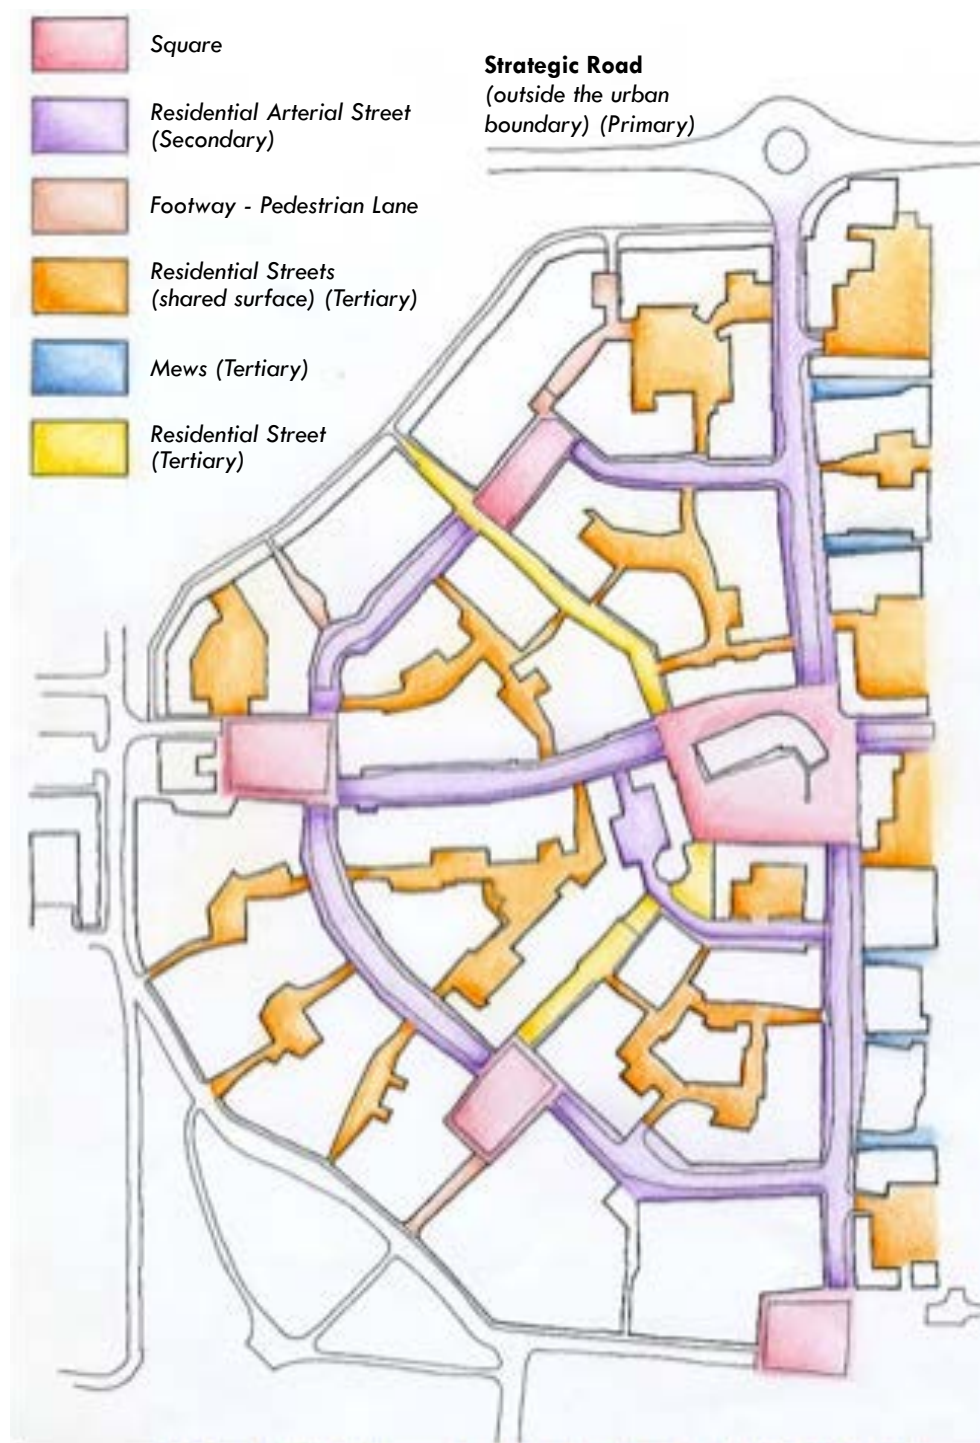 Square
Residential Arterial Street
(Secondary)
Footway - Pedestrian Lane
Residential Streets
(shared surface) (Tertiary)
Mews (Tertiary)
Residential Street
(Tertiary)
Strategic Road
(outside the urban
boundary) (Primary)